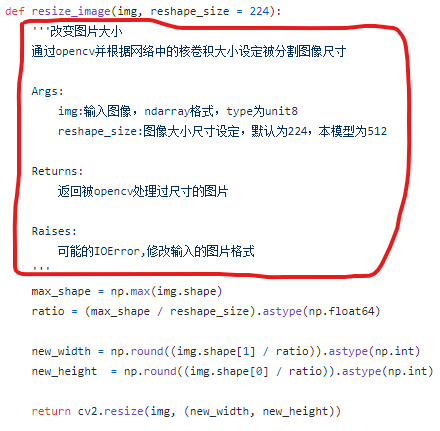 def resize_image(img, reshape_size = 224):
'''改变图片大小
通过opencv并根据网络中的核卷积大小设定被分割图像尺寸
Args:
img:输入图像，ndarray格式，type为unit8
reshape_size:图像大小尺寸设定，默认为224，本模型为512
Returns:
返回被opencv处理过尺寸的图片
Raises:
可能的IOError,修改输入的图片格式
'''
max_shape = np.max(img.shape)
ratio = (max_shape / reshape_size).astype(np.float64)
new_width = np.round((img.shape[1] / ratio)).astype(np.int)
new_height  = np.round((img.shape[0] / ratio)).astype(np.int)
return cv2.resize(img, (new_width, new_height))